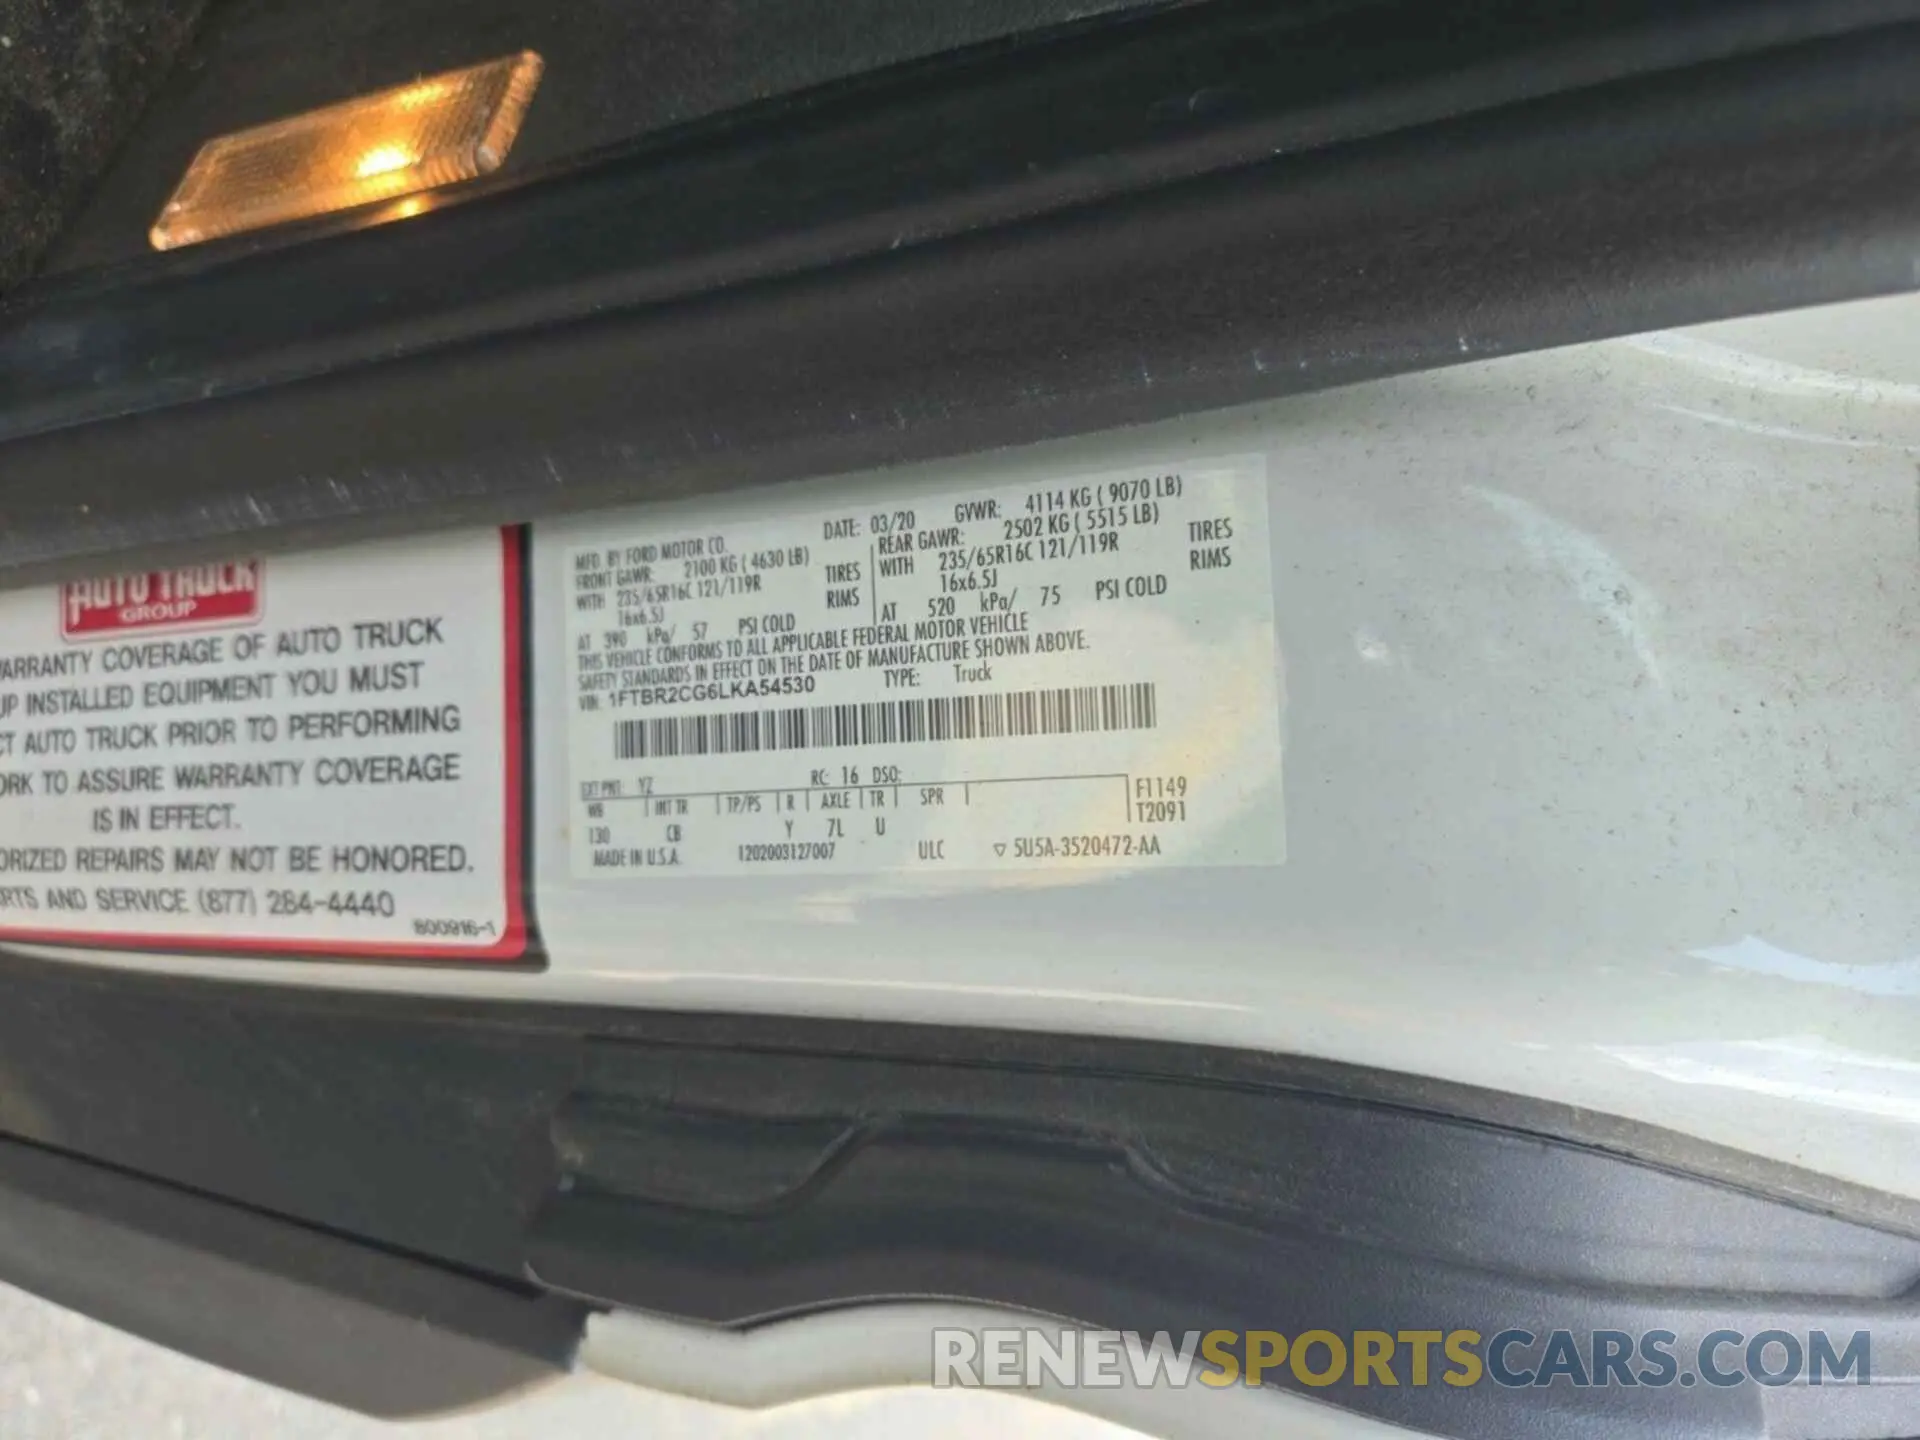 AUTO TRUCK
GROUP
WARRANTY COVERAGE OF AUTO TRUCK
UP INSTALLED EQUIPMENT YOU MUST
CT AUTO TRUCK PRIOR TO PERFORMING
ORK TO ASSURE WARRANTY COVERAGE
IS IN EFFECT.
ORIZED REPAIRS MAY NOT BE HONORED.
RTS AND SERVICE (877) 284-4440
800916-1
MFD. BY FORD MOTOR CO. DATE: 03/20 GVWR: 4114 KG ( 9070 LB)
FRONT GAWR: 2100 KG ( 4630 LB) REAR GAWR: 2502 KG ( 5515 LB)
WITH 235/65R16C 121/119R TIRES WITH 235/65R16C 121/119R TIRES
16x6.5J RIMS 16x6.5J RIMS
AT 390 kPa/ 57 PSI COLD AT 520 kPa/ 75 PSI COLD
THIS VEHICLE CONFORMS TO ALL APPLICABLE FEDERAL MOTOR VEHICLE
SAFETY STANDARDS IN EFFECT ON THE DATE OF MANUFACTURE SHOWN ABOVE.
VIN: 1FTBR2CG6LKA54530 TYPE: Truck
EXT PNT: YZ RC: 16 DSO:
WB INT TR TP/PS R AXLE TR SPR F1149
130 CB Y 7L U T2091
MADE IN U.S.A. 1202003127007 ULC ▽ 5U5A-3520472-AA
RENEWSPORTSCARS.COM